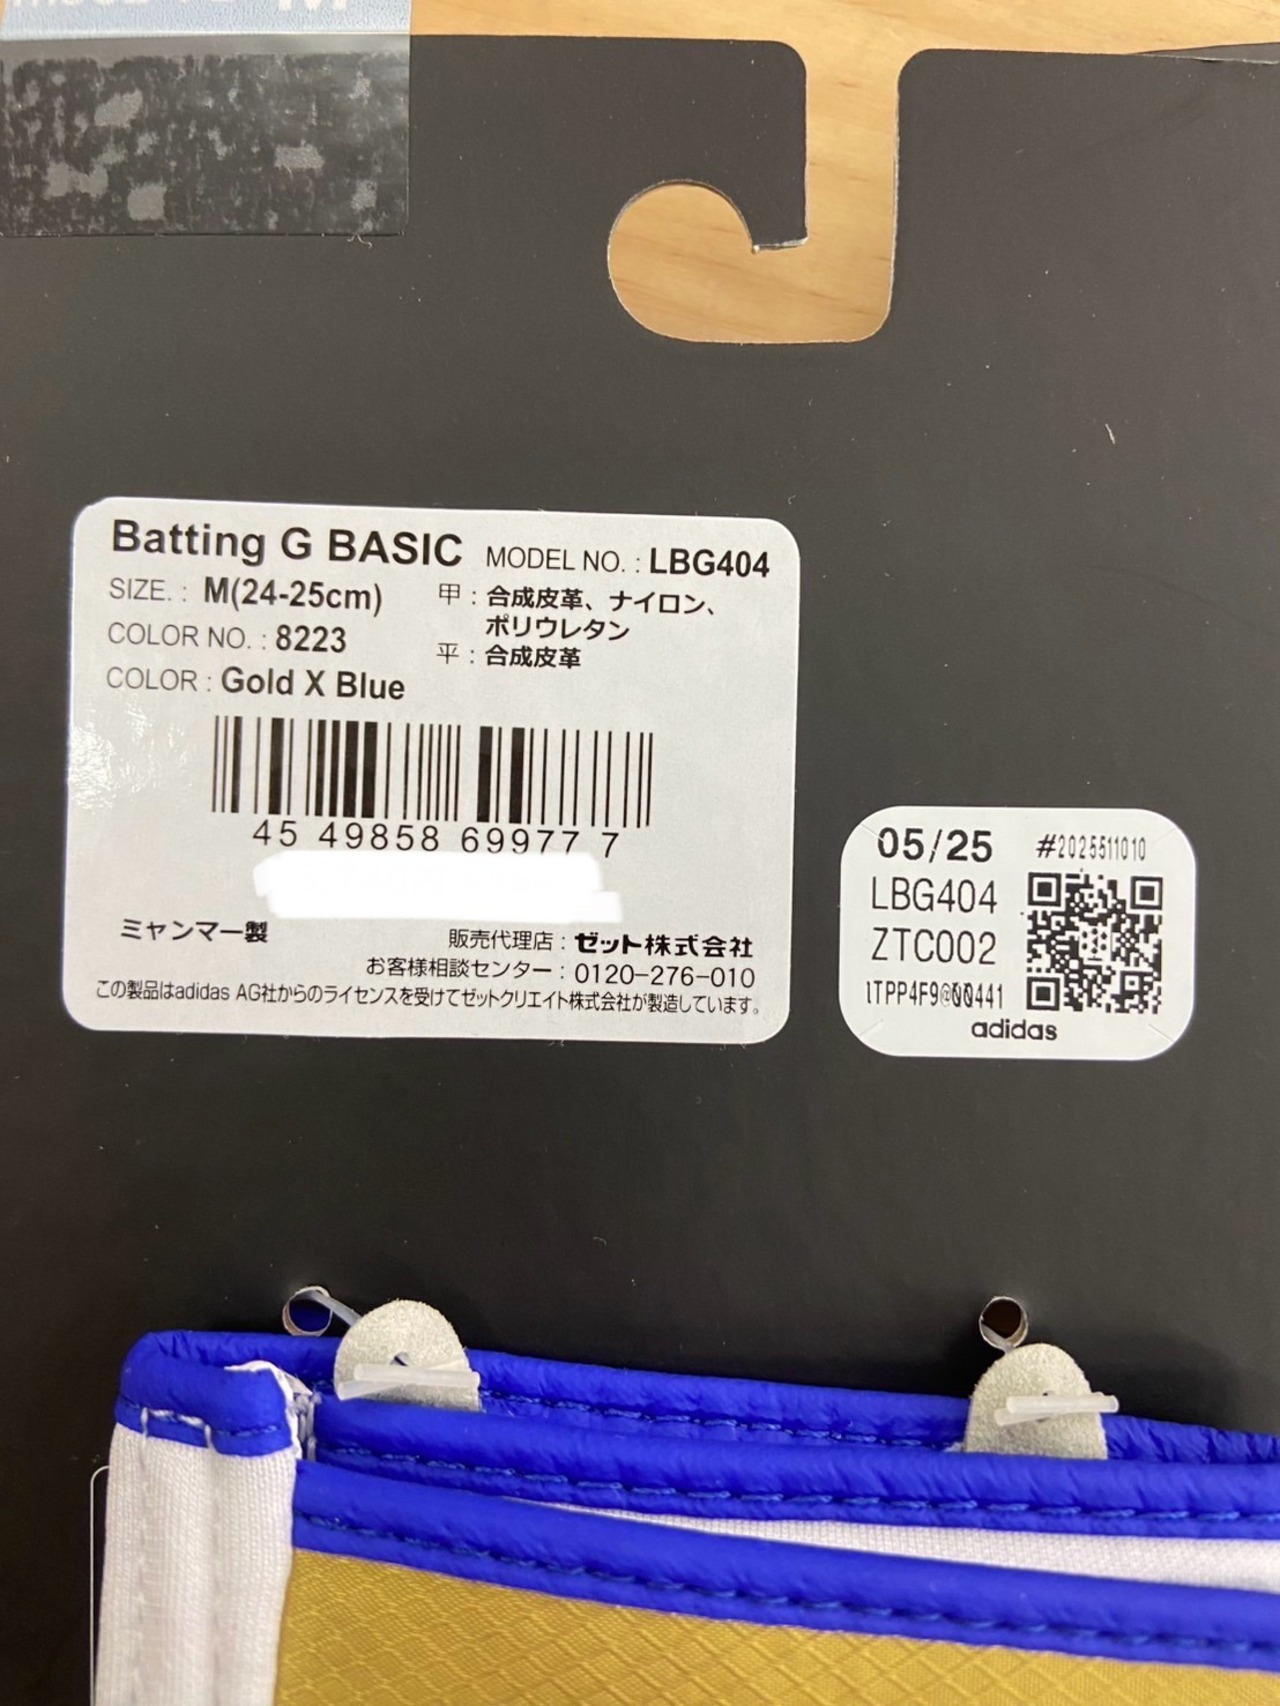 Batting G BASIC MODEL NO. : LBG404
SIZE. : M(24-25cm) 甲 : 合成皮革、ナイロン、
ポリウレタン
COLOR NO. : 8223 平 : 合成皮革
COLOR : Gold X Blue
45 49858 69977 7
ミャンマー製
販売代理店 : ゼット株式会社
お客様相談センター : 0120-276-010
この製品はadidas AG社からのライセンスを受けてゼットクリエイト株式会社が製造しています。
05/25 #2025511010
LBG404
ZTC002
adidas